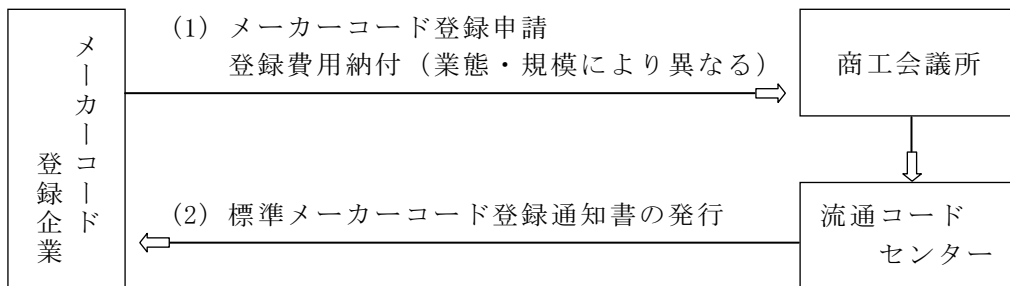 メーカーコード
登録企業
(1) メーカーコード登録申請
登録費用納付（業態・規模により異なる）
商工会議所
(2) 標準メーカーコード登録通知書の発行
流通コード
センター